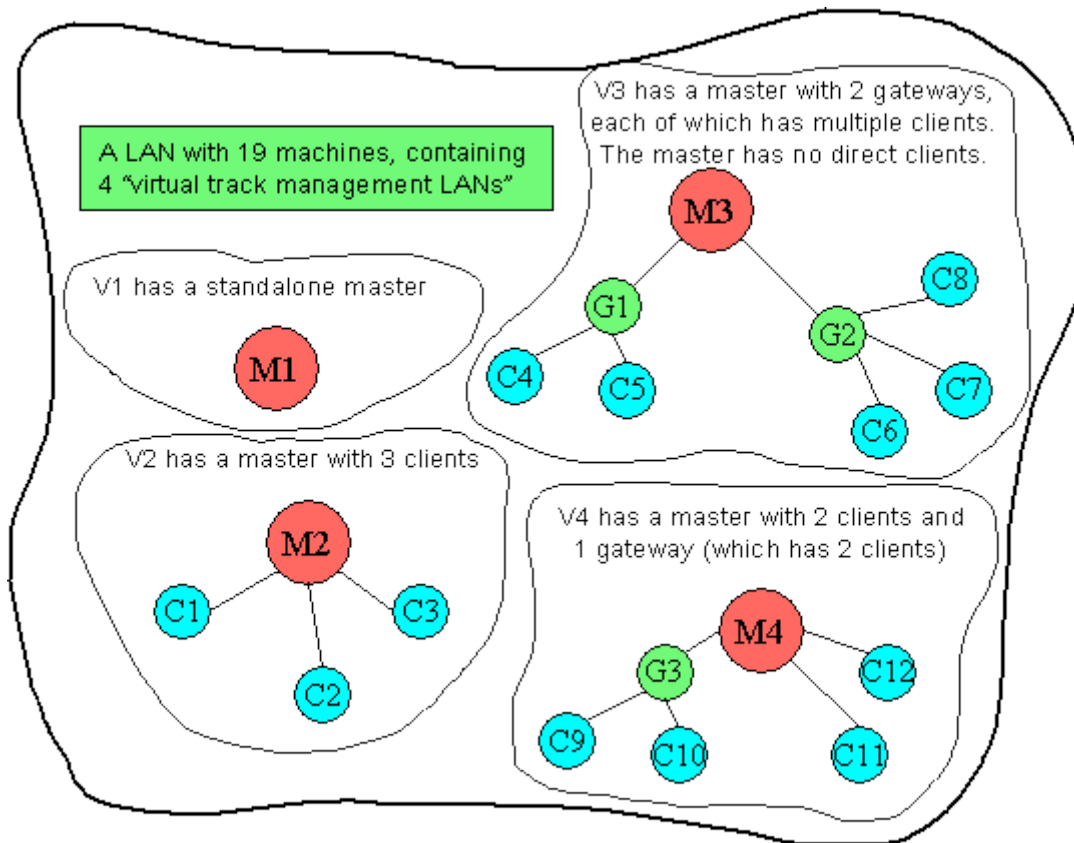 A LAN with 19 machines, containing
4 "virtual track management LANs"
V1 has a standalone master
M1
V2 has a master with 3 clients
M2
C1
C3
C2
V3 has a master with 2 gateways,
each of which has multiple clients.
The master has no direct clients.
M3
C8
G1
G2
C4
C5
C7
C6
V4 has a master with 2 clients and
1 gateway (which has 2 clients)
M4
G3
C12
C9
C10
C11